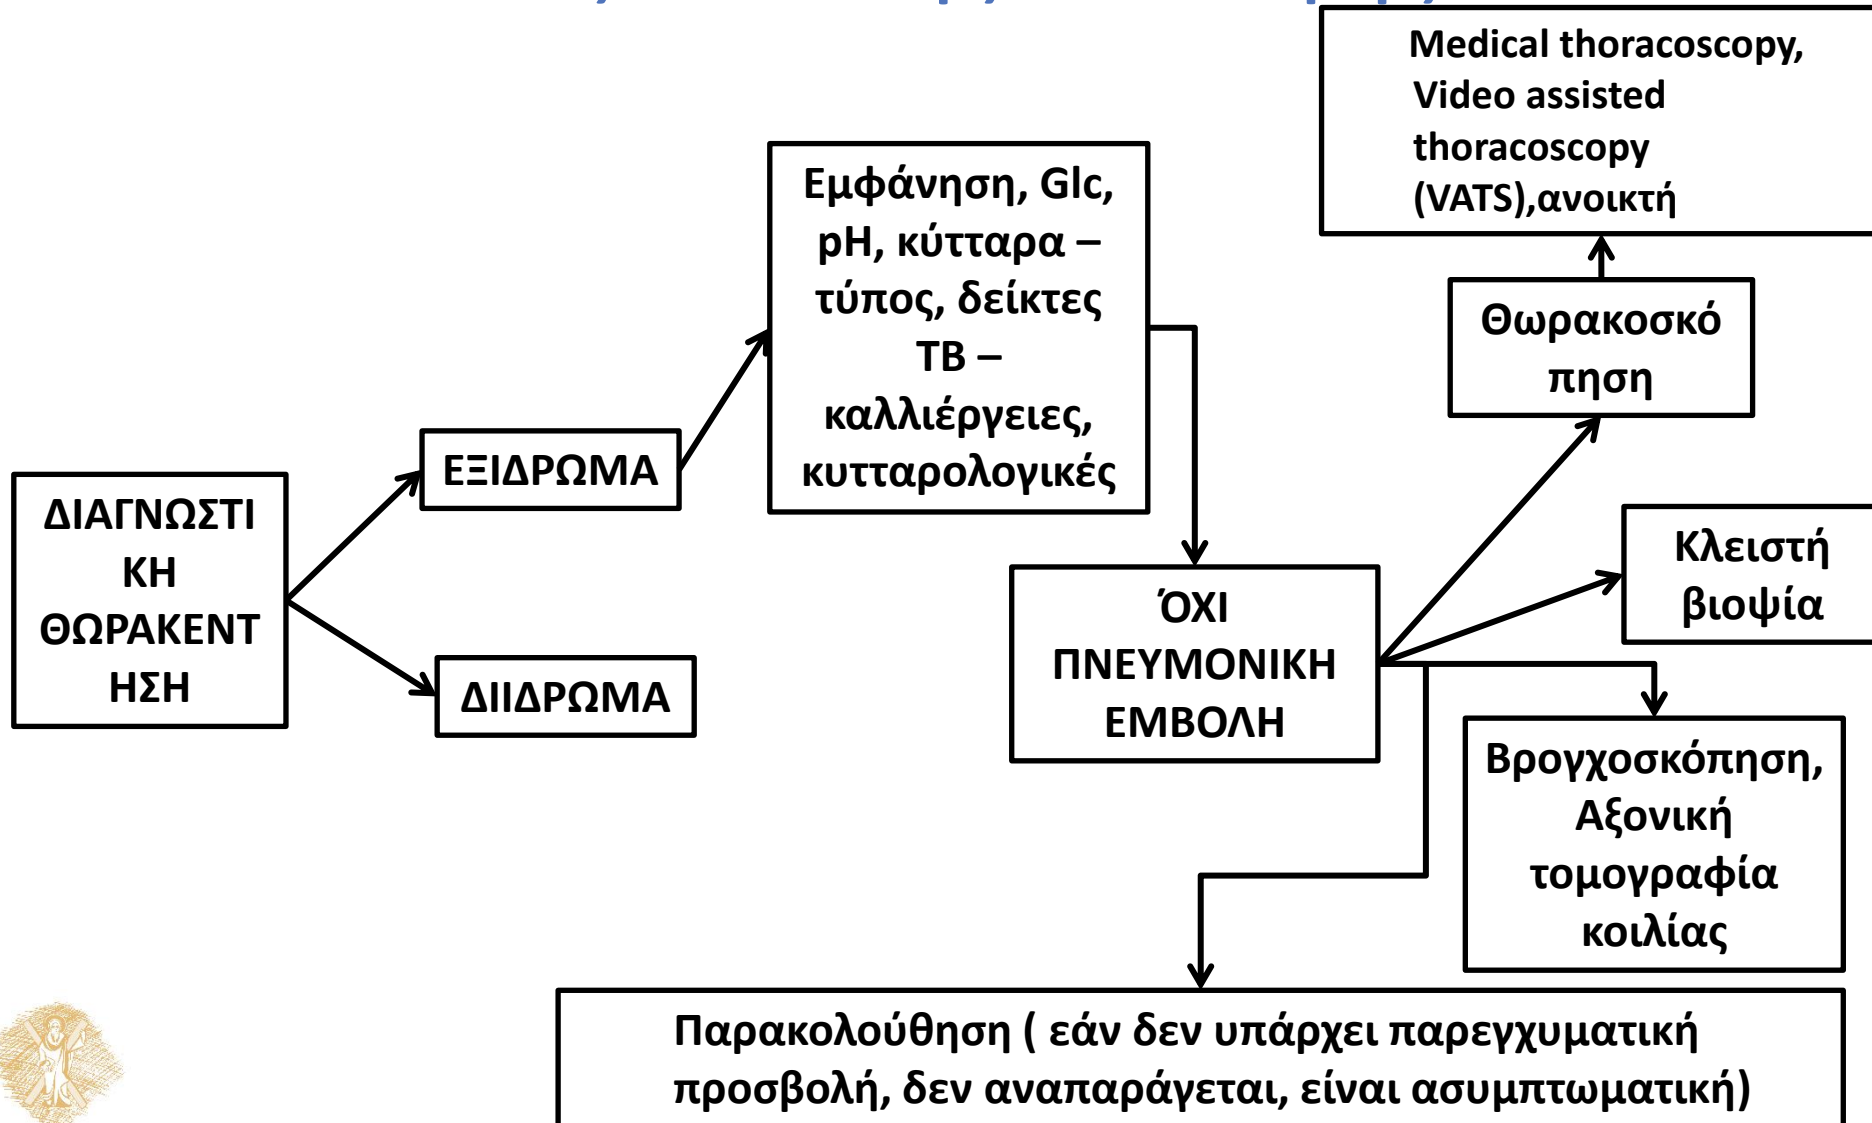 ΔΙΑΓΝΩΣΤΙ
ΚΗ
ΘΩΡΑΚΕΝΤ
ΗΣΗ
ΕΞΙΔΡΩΜΑ
ΔΙΙΔΡΩΜΑ
Εμφάνηση, Glc,
pH, κύτταρα –
τύπος, δείκτες
TB –
καλλιέργειες,
κυτταρολογικές
ΌΧΙ
ΠΝΕΥΜΟΝΙΚΗ
ΕΜΒΟΛΗ
Medical thoracoscopy,
Video assisted
thoracoscopy
(VATS),ανοικτή
Θωρακοσκό
πηση
Κλειστή
βιοψία
Βρογχοσκόπηση,
Αξονική
τομογραφία
κοιλίας
Παρακολούθηση ( εάν δεν υπάρχει παρεγχυματική
προσβολή, δεν αναπαράγεται, είναι ασυμπτωματική)